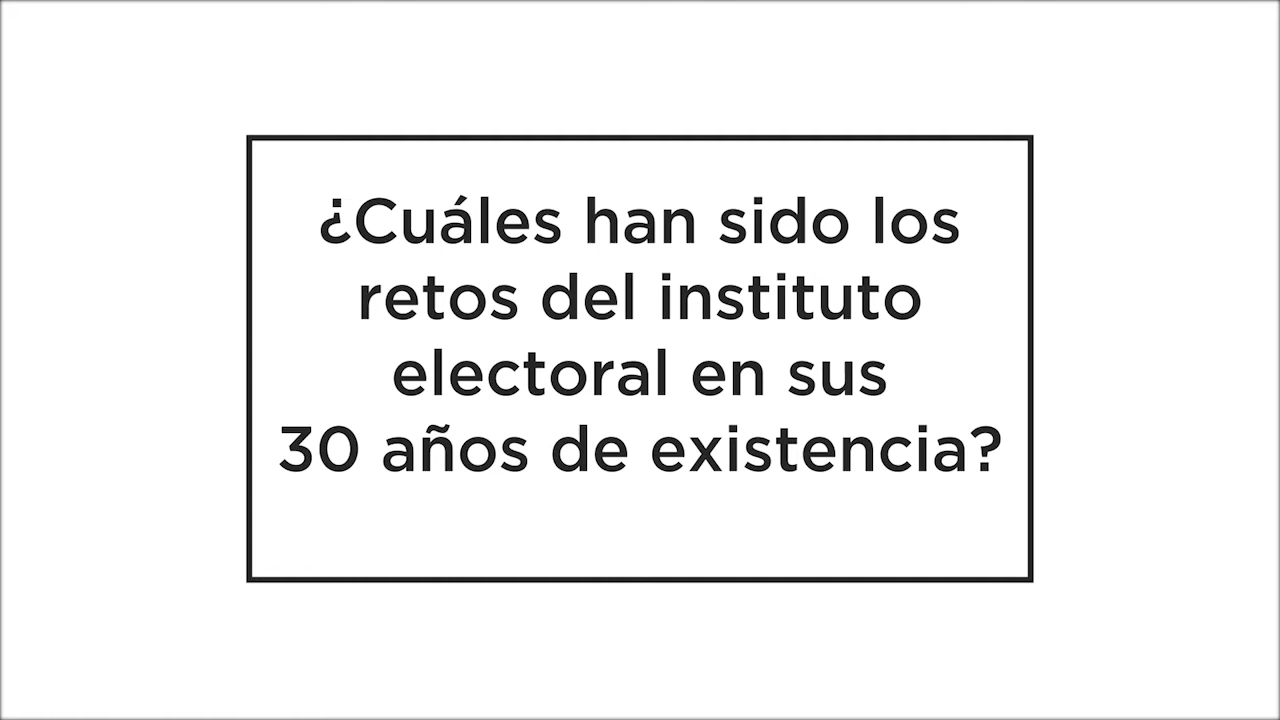 ¿Cuáles han sido los
retos del instituto
electoral en sus
30 años de existencia?